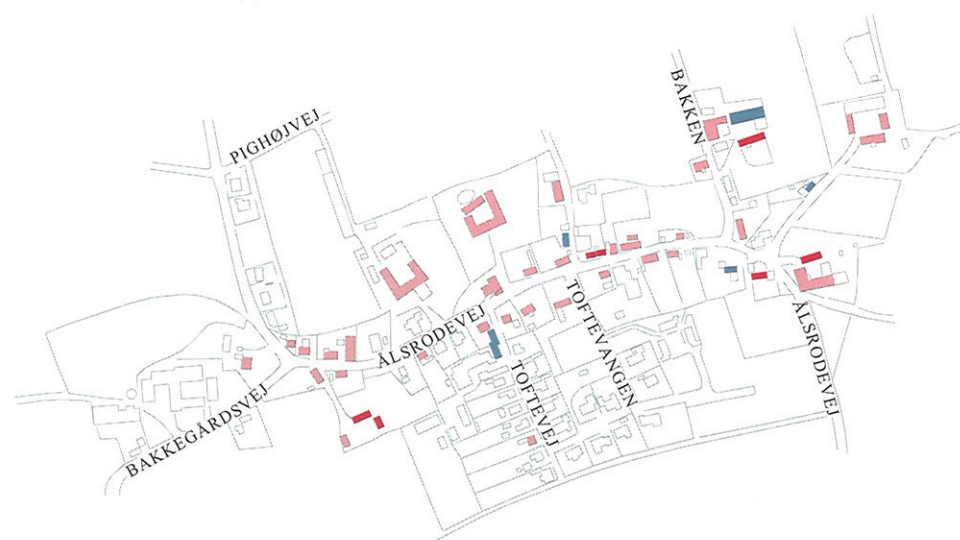 PIGHØJVEJ
BAKKEN
ÅLSRODEVEJ
TOFTEVANGEN
ÅLSRODEVEJ
TOFTEVEJ
BAKKEGÅRDSVEJ